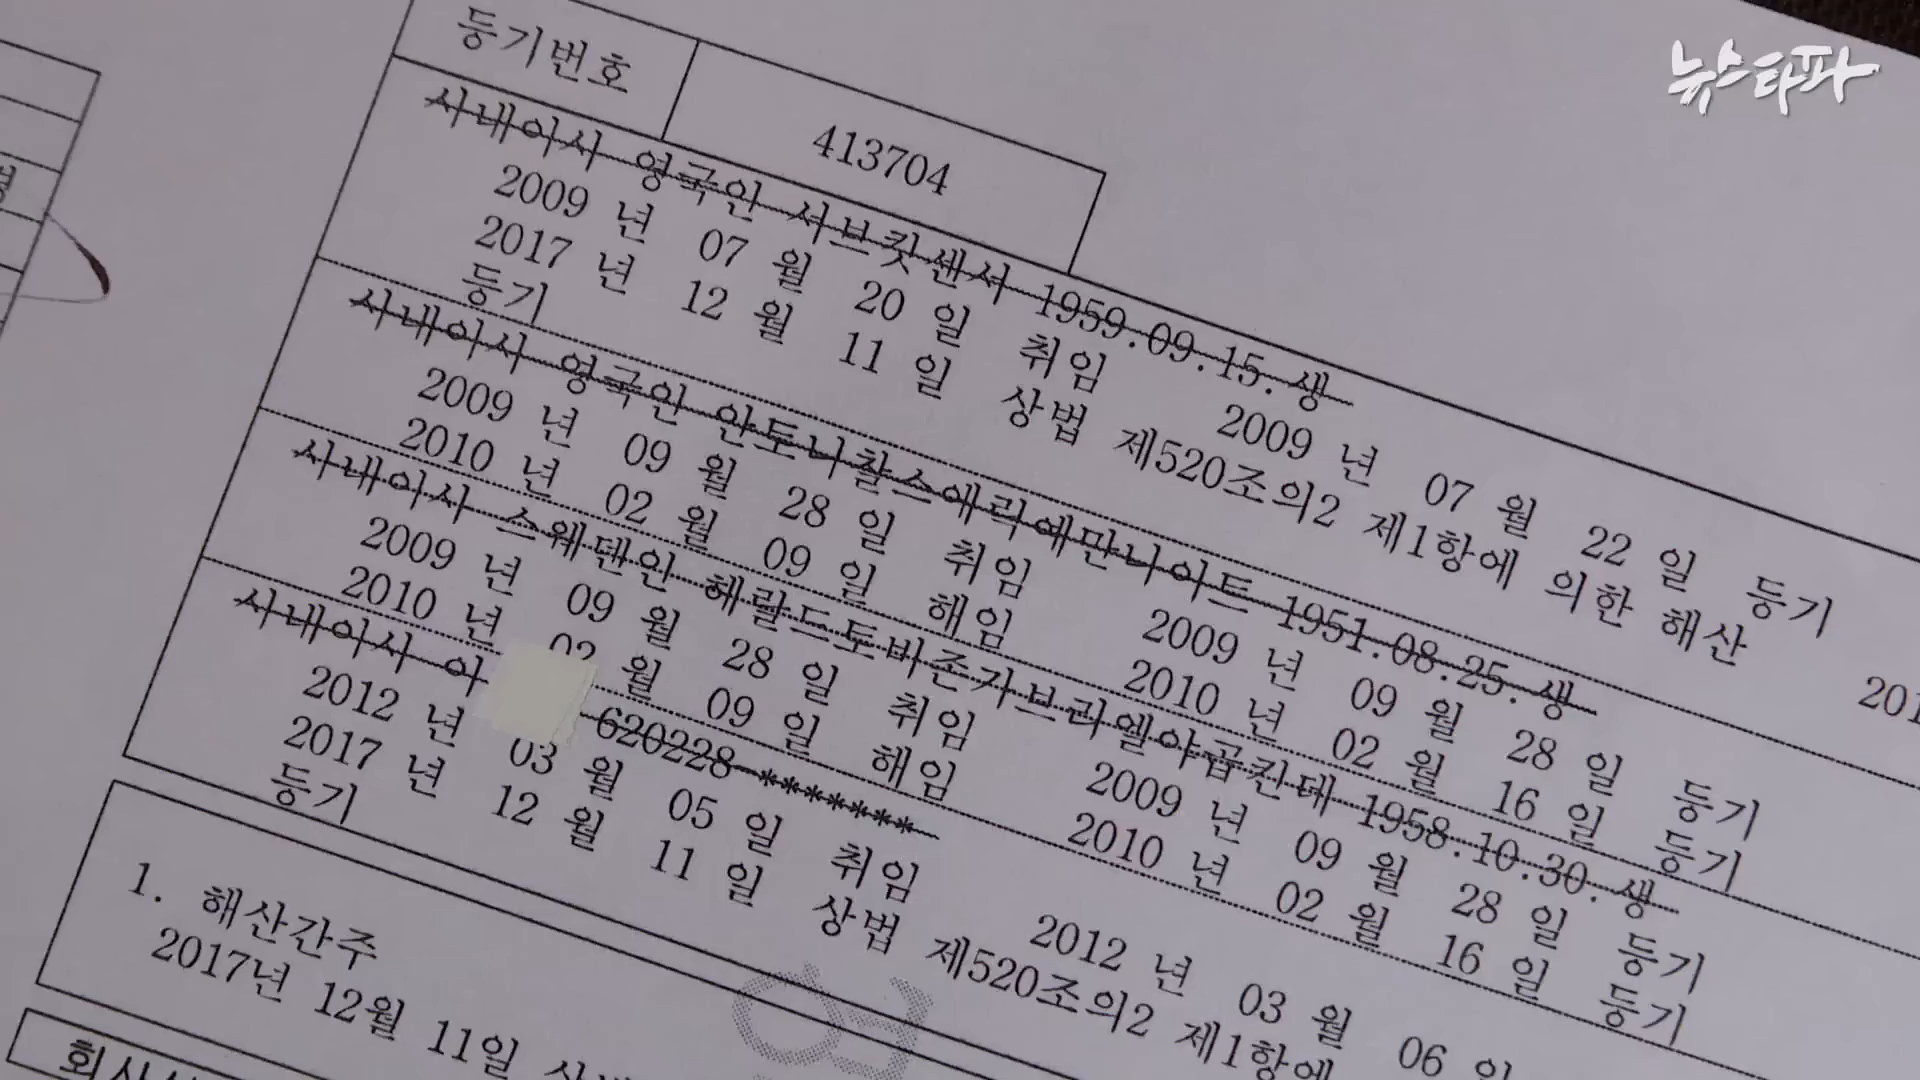 뉴스타파
등기번호
413704
사내이사 영국인 서브킷센서 1959.09.15.생
2009 년 07 월 20 일 취임 2009 년 07 월 22 일 등기
2017 년 12 월 11 일 상법 제520조의2 제1항에 의한 해산
등기
사내이사 영국인 안토니찰스에릭에만나이트 1951.08.25.생
2009 년 09 월 28 일 취임 2009 년 09 월 28 일 등기
2010 년 02 월 09 일 해임 2010 년 02 월 16 일 등기
사내이사 스웨덴인 헤랄드토비존가브리엘야곱킨데 1958.10.30.생
2009 년 09 월 28 일 취임 2009 년 09 월 28 일 등기
2010 년 02 월 09 일 해임 2010 년 02 월 16 일 등기
사내이사 이 620228-*******
2012 년 03 월 05 일 취임 2012 년 03 월 06 일
2017 년 12 월 11 일 상법 제520조의2 제1항에
등기
1. 해산간주
2017년 12월 11일